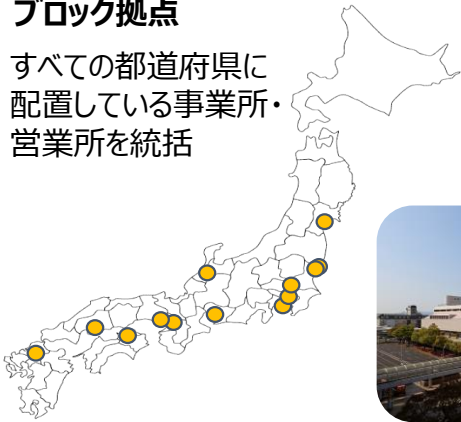 ブロック拠点
すべての都道府県に
配置している事業所・
営業所を統括